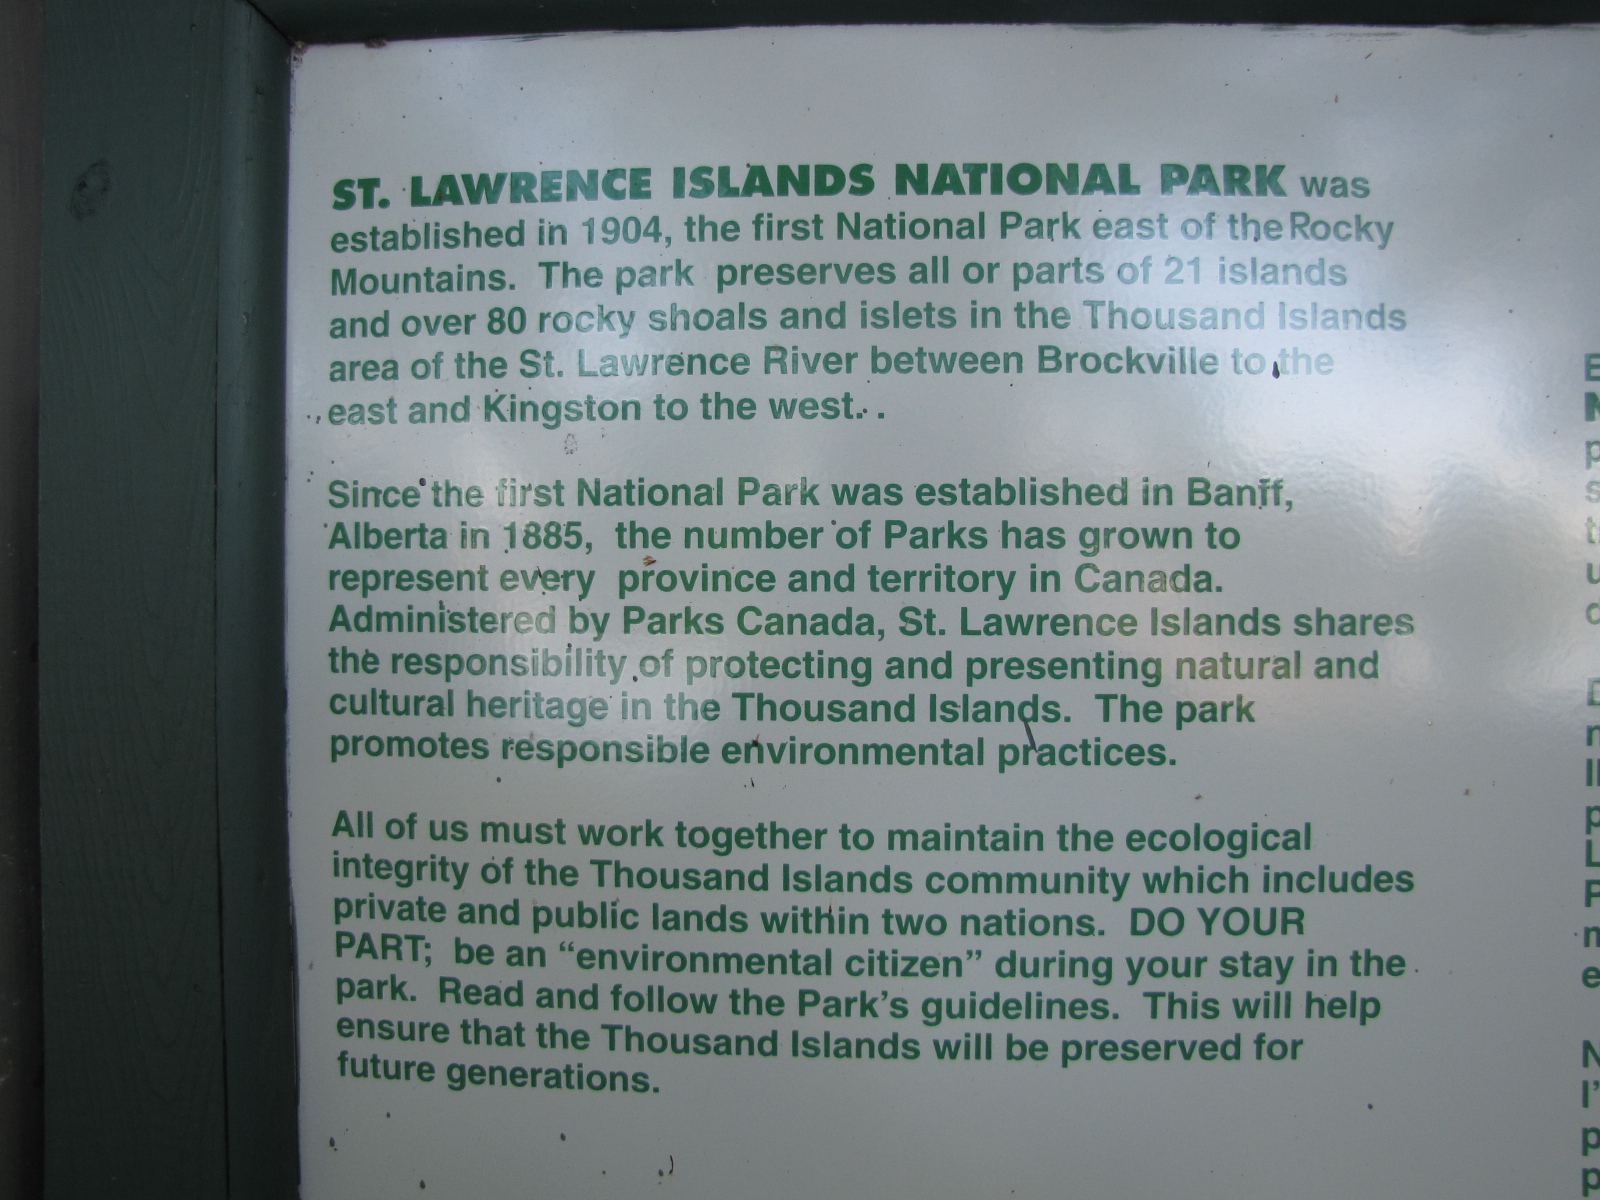 ST. LAWRENCE ISLANDS NATIONAL PARK was
established in 1904, the first National Park east of the Rocky
Mountains. The park preserves all or parts of 21 islands
and over 80 rocky shoals and islets in the Thousand Islands
area of the St. Lawrence River between Brockville to the
east and Kingston to the west. .
Since the first National Park was established in Banff,
Alberta in 1885, the number of Parks has grown to
represent every province and territory in Canada.
Administered by Parks Canada, St. Lawrence Islands shares
the responsibility of protecting and presenting natural and
cultural heritage in the Thousand Islands. The park
promotes responsible environmental practices.
All of us must work together to maintain the ecological
integrity of the Thousand Islands community which includes
private and public lands within two nations. DO YOUR
PART; be an “environmental citizen” during your stay in the
park. Read and follow the Park’s guidelines. This will help
ensure that the Thousand Islands will be preserved for
future generations.